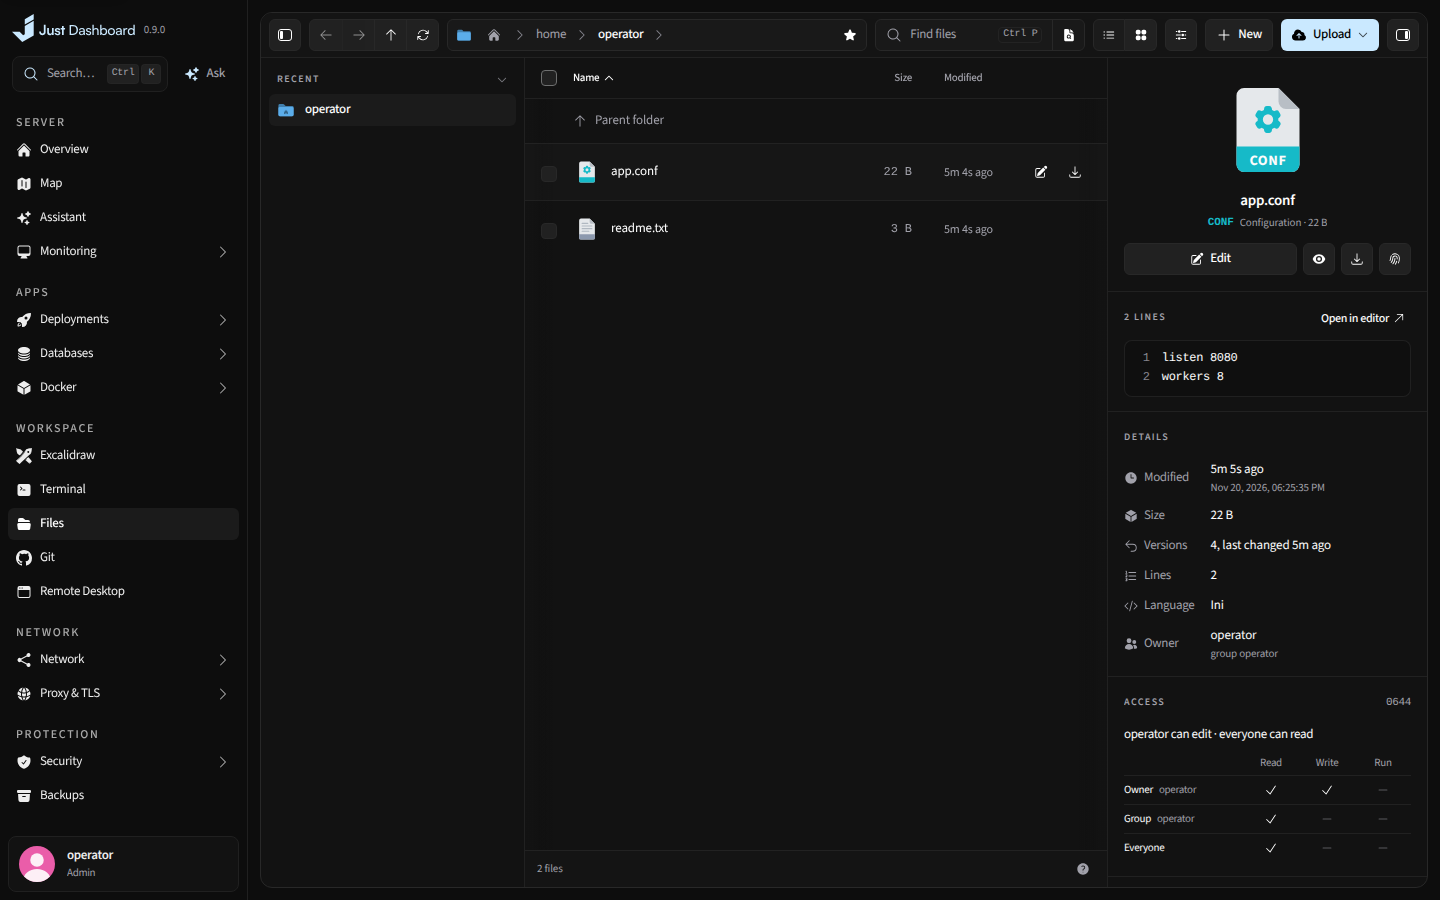 Just Dashboard 0.9.0
Search... Ctrl K Ask
SERVER
Overview
Map
Assistant
Monitoring
APPS
Deployments
Databases
Docker
WORKSPACE
Excalidraw
Terminal
Files
Git
Remote Desktop
NETWORK
Network
Proxy & TLS
PROTECTION
Security
Backups
operator
Admin
home operator
Find files Ctrl P
New
Upload
RECENT
operator
Name Size Modified
Parent folder
app.conf 22 B 5m 4s ago
readme.txt 3 B 5m 4s ago
2 files
CONF
app.conf
CONF Configuration · 22 B
Edit
2 LINES Open in editor
1 listen 8080
2 workers 8
DETAILS
Modified 5m 5s ago
Nov 20, 2026, 06:25:35 PM
Size 22 B
Versions 4, last changed 5m ago
Lines 2
Language Ini
Owner operator
group operator
ACCESS 0644
operator can edit · everyone can read
Read Write Run
Owner operator
Group operator
Everyone